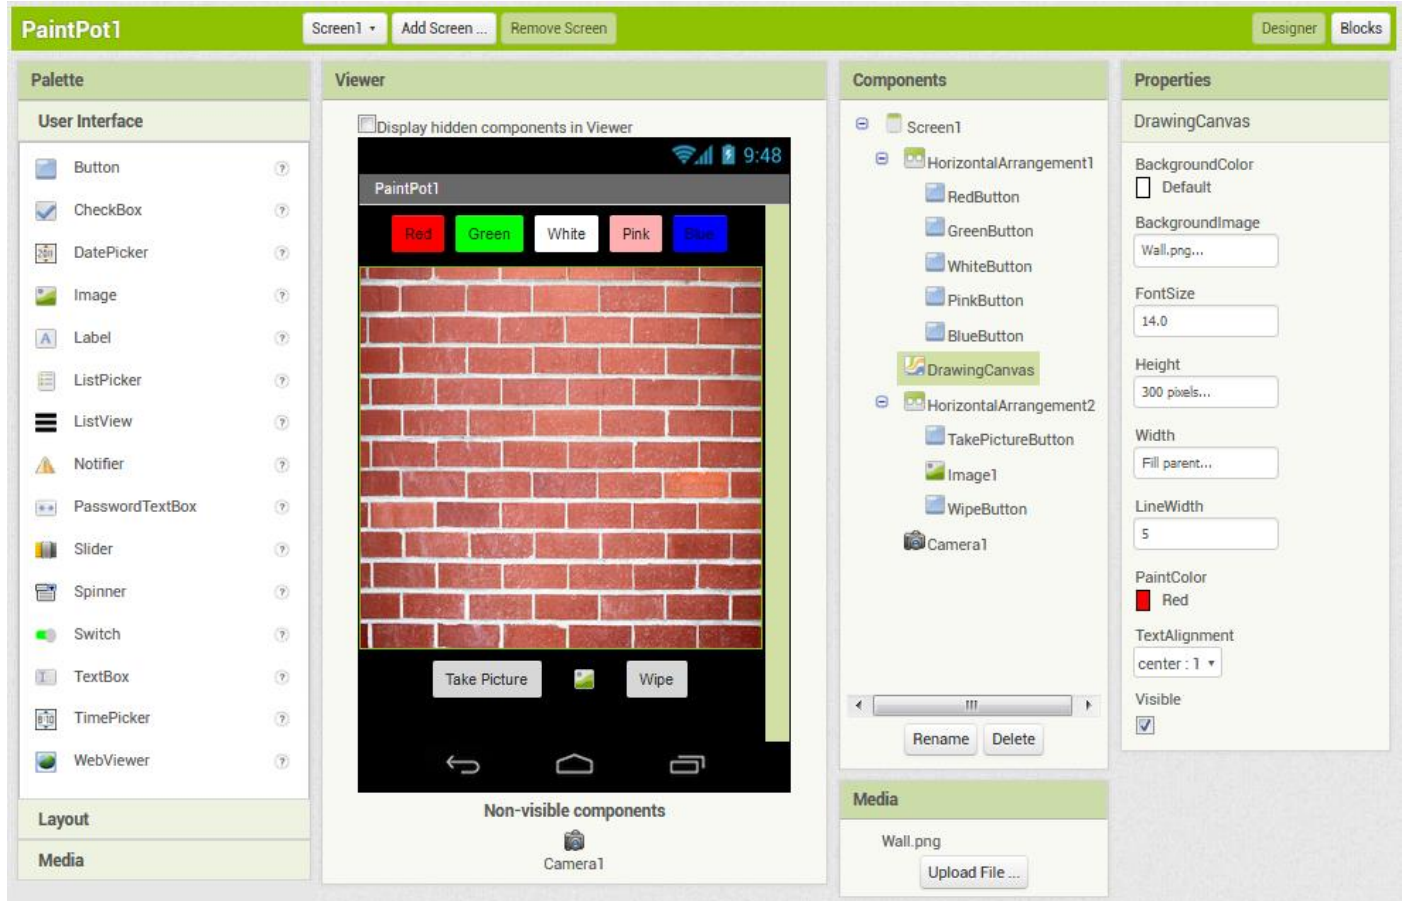 PaintPot1
Screen1
Add Screen ...
Remove Screen
Designer
Blocks
Palette
User Interface
Button
CheckBox
DatePicker
Image
Label
ListPicker
ListView
Notifier
PasswordTextBox
Slider
Spinner
Switch
TextBox
TimePicker
WebViewer
Layout
Media
Viewer
Display hidden components in Viewer
9:48
PaintPot1
Red
Green
White
Pink
Blue
Take Picture
Wipe
Non-visible components
Camera1
Components
Screen1
HorizontalArrangement1
RedButton
GreenButton
WhiteButton
PinkButton
BlueButton
DrawingCanvas
HorizontalArrangement2
TakePictureButton
Image1
WipeButton
Camera1
Rename
Delete
Media
Wall.png
Upload File ...
Properties
DrawingCanvas
BackgroundColor
Default
BackgroundImage
Wall.png...
FontSize
14.0
Height
300 pixels...
Width
Fill parent...
LineWidth
5
PaintColor
Red
TextAlignment
center : 1
Visible